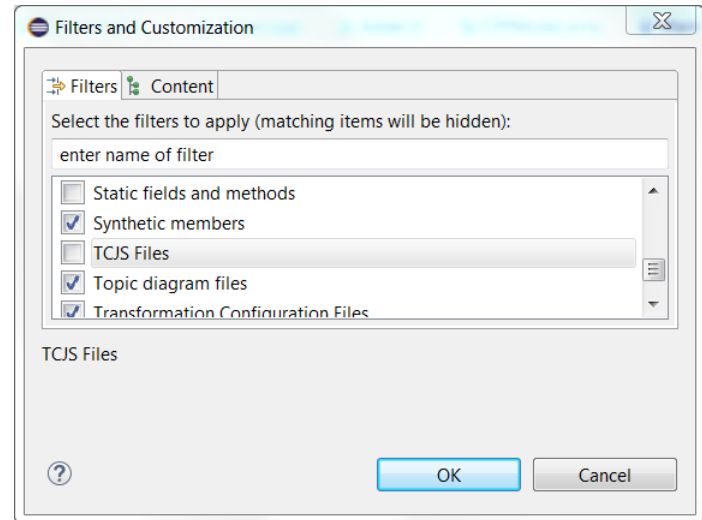 Filters and Customization
Filters Content
Select the filters to apply (matching items will be hidden):
enter name of filter
Static fields and methods
Synthetic members
TCJS Files
Topic diagram files
Transformation Configuration Files
TCJS Files
OK Cancel